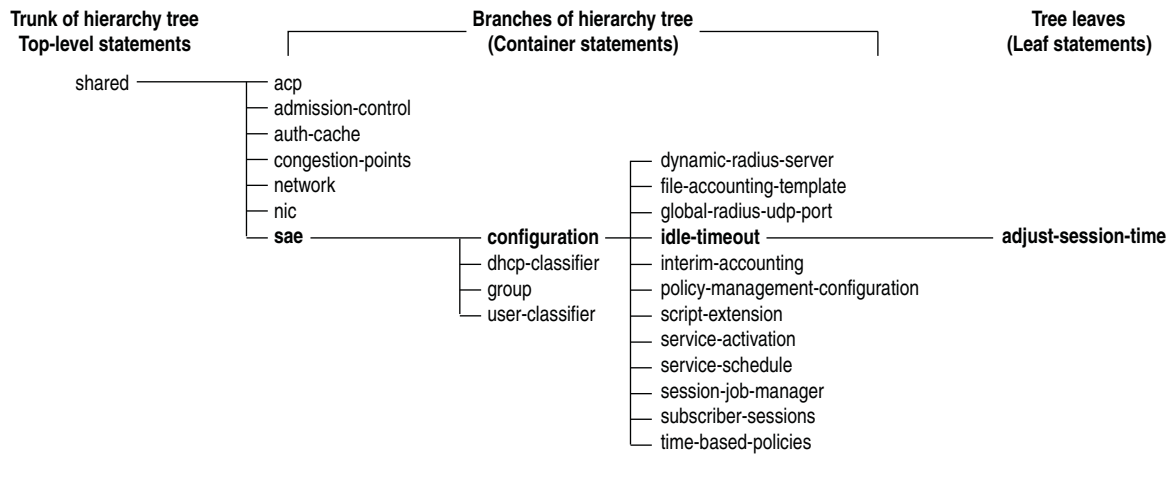 Trunk of hierarchy tree
Top-level statements
Branches of hierarchy tree
(Container statements)
Tree leaves
(Leaf statements)
shared
acp
admission-control
auth-cache
congestion-points
network
nic
sae
configuration
dhcp-classifier
group
user-classifier
dynamic-radius-server
file-accounting-template
global-radius-udp-port
idle-timeout
interim-accounting
policy-management-configuration
script-extension
service-activation
service-schedule
session-job-manager
subscriber-sessions
time-based-policies
adjust-session-time